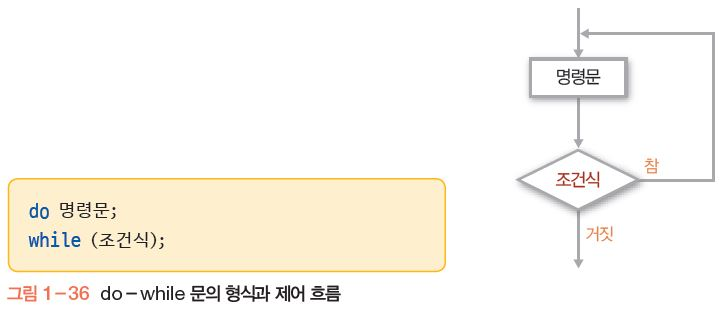 명령문
조건식
참
거짓
do 명령문;
while (조건식);
그림 1-36 do-while 문의 형식과 제어 흐름